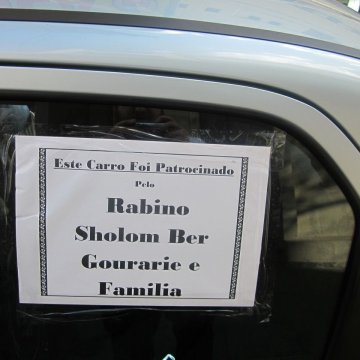 Este Carro Foi Patrocinado
Pelo
Rabino
Sholom Ber
Gourarie e
Familia